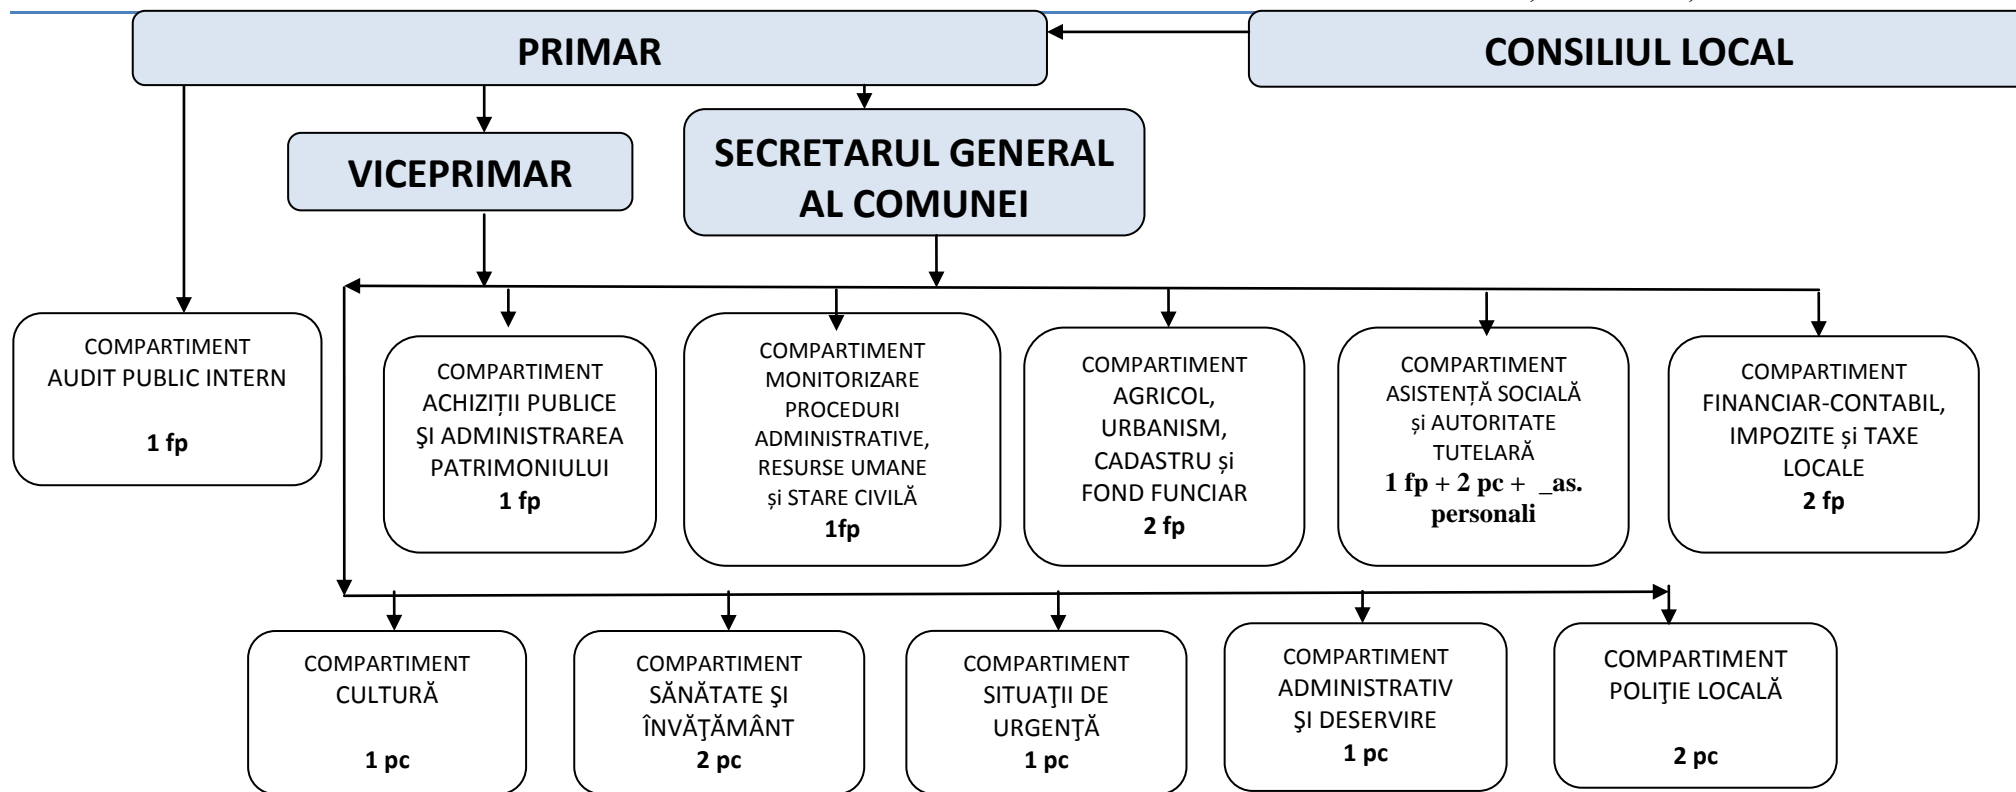 PRIMAR
CONSILIUL LOCAL
VICEPRIMAR
SECRETARUL GENERAL
AL COMUNEI
COMPARTIMENT
AUDIT PUBLIC INTERN
1 fp
COMPARTIMENT
ACHIZIȚII PUBLICE
ŞI ADMINISTRAREA
PATRIMONIULUI
1 fp
COMPARTIMENT
MONITORIZARE
PROCEDURI
ADMINISTRATIVE,
RESURSE UMANE
și STARE CIVILĂ
1fp
COMPARTIMENT
AGRICOL,
URBANISM,
CADASTRU și
FOND FUNCIAR
2 fp
COMPARTIMENT
ASISTENȚĂ SOCIALĂ
și AUTORITATE
TUTELARĂ
1 fp + 2 pc + _as.
personali
COMPARTIMENT
FINANCIAR-CONTABIL,
IMPOZITE și TAXE
LOCALE
2 fp
COMPARTIMENT
CULTURĂ
1 pc
COMPARTIMENT
SĂNĂTATE ŞI
ÎNVĂŢĂMÂNT
2 pc
COMPARTIMENT
SITUAŢII DE
URGENŢĂ
1 pc
COMPARTIMENT
ADMINISTRATIV
ŞI DESERVIRE
1 pc
COMPARTIMENT
POLIŢIE LOCALĂ
2 pc